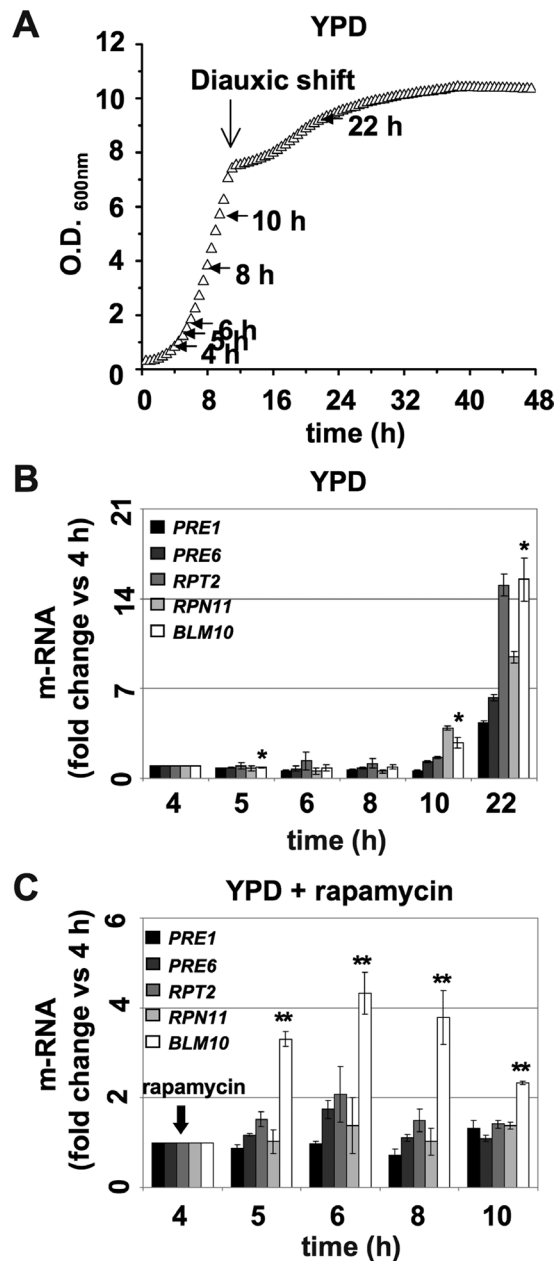 A
YPD
Diauxic shift
O.D. 600nm
12
10
8
6
4
2
0
22 h
10 h
8 h
6 h
5 h
4 h
0 8 16 24 32 40 48
time (h)
B
YPD
m-RNA
(fold change vs 4 h)
21
14
7
0
PRE1
PRE6
RPT2
RPN11
BLM10
*
*
*
4 5 6 8 10 22
time (h)
C
YPD + rapamycin
m-RNA
(fold change vs 4 h)
6
4
2
0
PRE1
PRE6
RPT2
RPN11
BLM10
rapamycin
**
**
**
**
4 5 6 8 10
time (h)